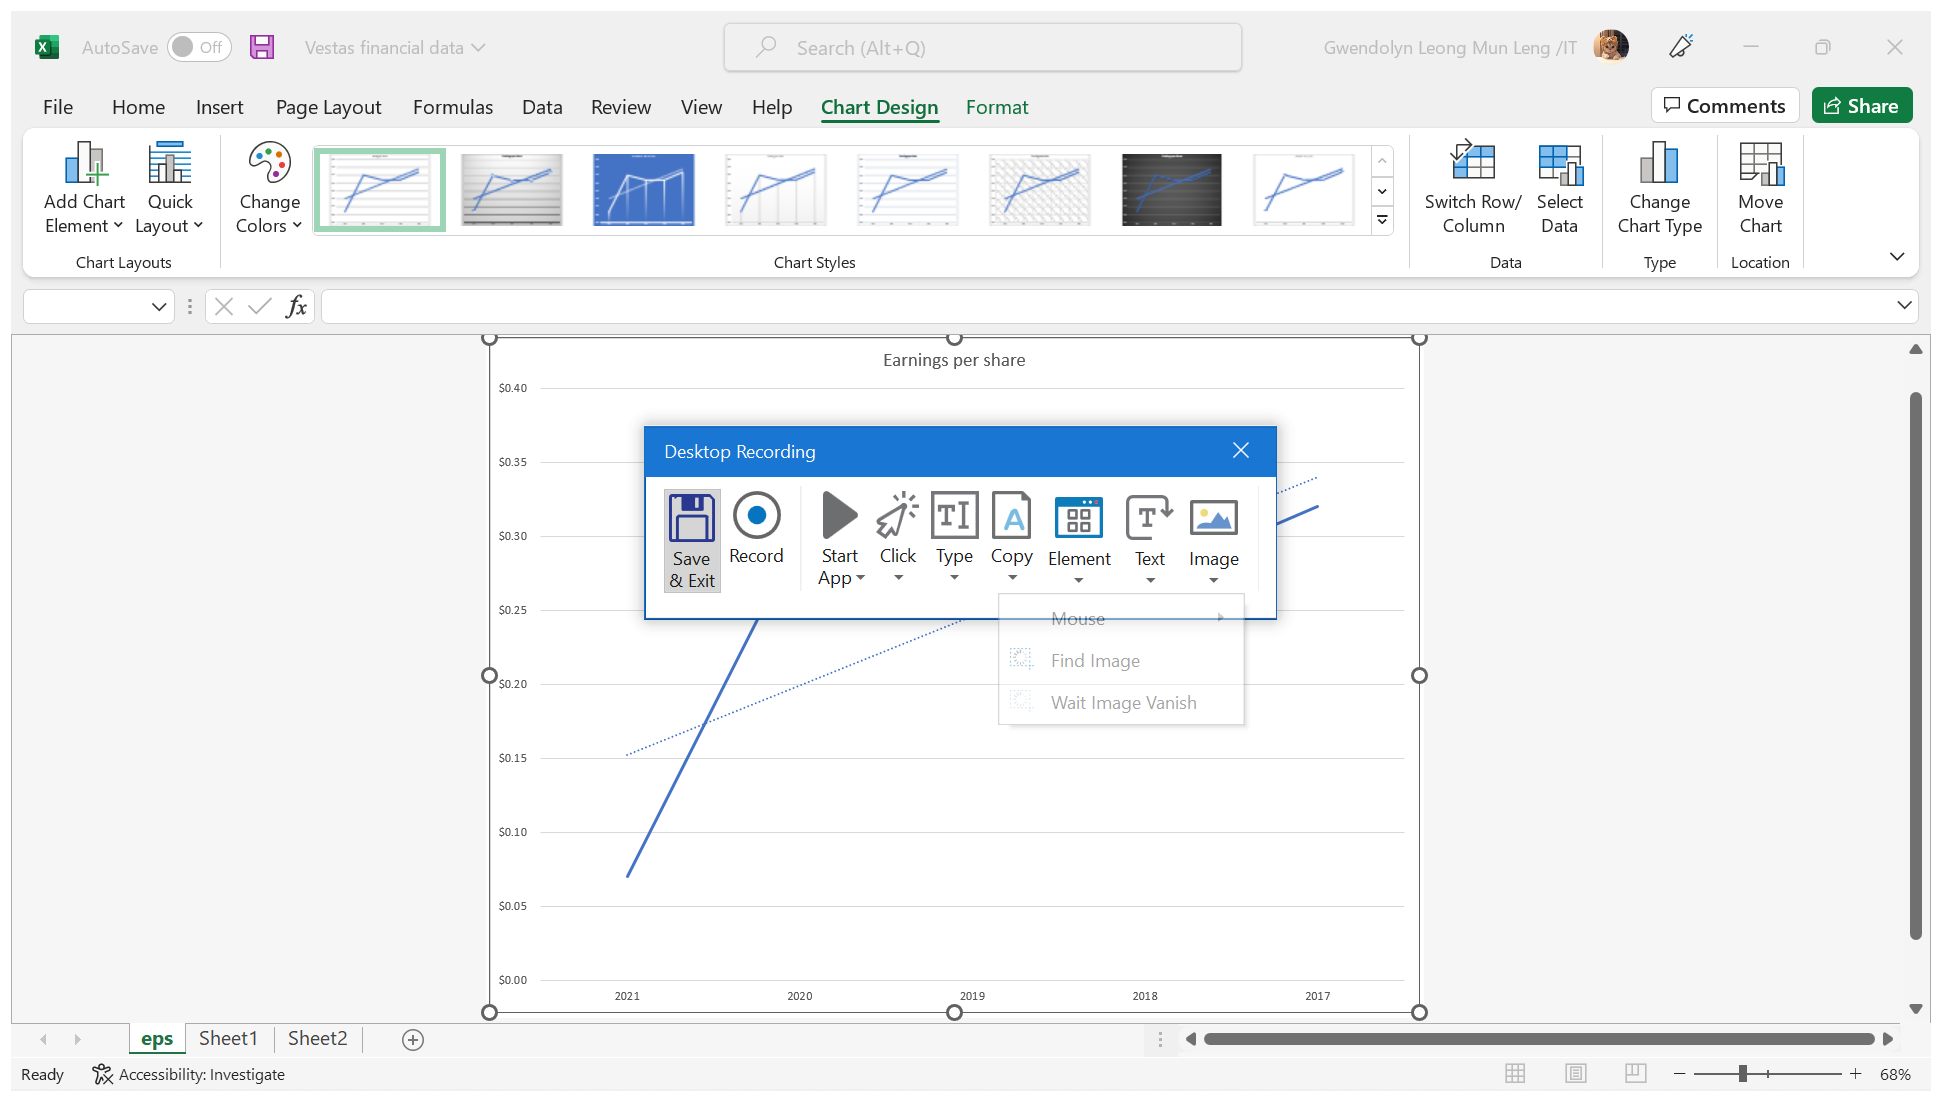 AutoSave Off Vestas financial data Search (Alt+Q) Gwendolyn Leong Mun Leng /IT
File Home Insert Page Layout Formulas Data Review View Help Chart Design Format Comments Share
Add Chart Element
Quick Layout
Chart Layouts
Change Colors
Chart Styles
Switch Row/ Column
Select Data
Data
Change Chart Type
Type
Move Chart
Location
fx
Earnings per share
$0.40
$0.35
$0.30
$0.25
$0.20
$0.15
$0.10
$0.05
$0.00
2021 2020 2019 2018 2017
Desktop Recording
Save & Exit
Record
Start App
Click
Type
Copy
Element
Text
Image
Mouse
Find Image
Wait Image Vanish
eps Sheet1 Sheet2
Ready Accessibility: Investigate 68%